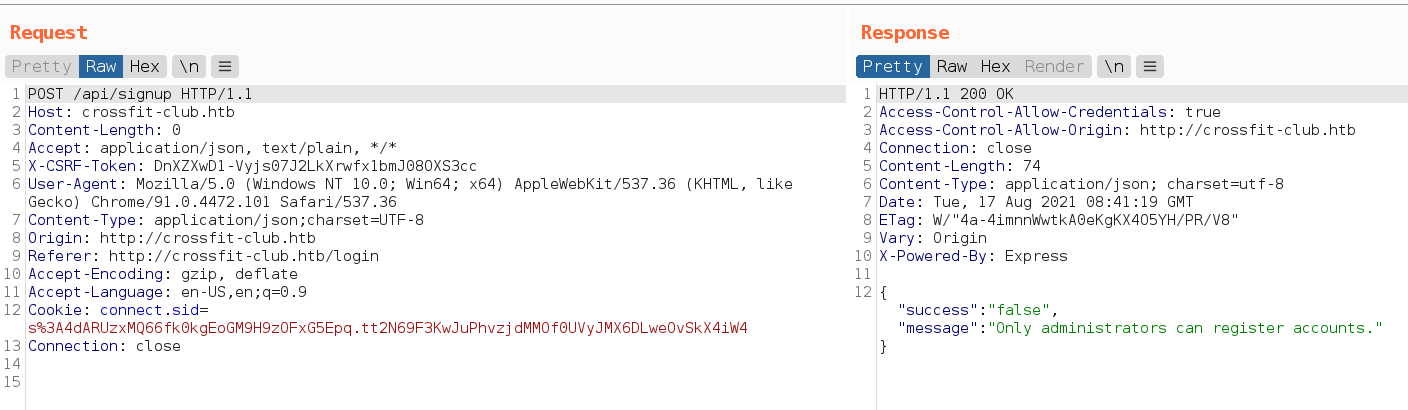 Request
Pretty Raw Hex \n ≡
1 POST /api/signup HTTP/1.1
2 Host: crossfit-club.htb
3 Content-Length: 0
4 Accept: application/json, text/plain, */*
5 X-CSRF-Token: DnXZXwD1-Vyjs07J2LkXrwfx1bmJ08OXS3cc
6 User-Agent: Mozilla/5.0 (Windows NT 10.0; Win64; x64) AppleWebKit/537.36 (KHTML, like
Gecko) Chrome/91.0.4472.101 Safari/537.36
7 Content-Type: application/json;charset=UTF-8
8 Origin: http://crossfit-club.htb
9 Referer: http://crossfit-club.htb/login
10 Accept-Encoding: gzip, deflate
11 Accept-Language: en-US,en;q=0.9
12 Cookie: connect.sid=
s%3A4dARUzxMQ66fk0kgEoGM9H9zOFxG5Epq.tt2N69F3KwJuPhvzjdMMOf0UVyJMX6DLweOvSkX4iW4
13 Connection: close
14
15
Response
Pretty Raw Hex Render \n ≡
1 HTTP/1.1 200 OK
2 Access-Control-Allow-Credentials: true
3 Access-Control-Allow-Origin: http://crossfit-club.htb
4 Connection: close
5 Content-Length: 74
6 Content-Type: application/json; charset=utf-8
7 Date: Tue, 17 Aug 2021 08:41:19 GMT
8 ETag: W/"4a-4imnnWwtkA0eKgKX4O5YH/PR/V8"
9 Vary: Origin
10 X-Powered-By: Express
11
12 {
"success":"false",
"message":"Only administrators can register accounts."
}